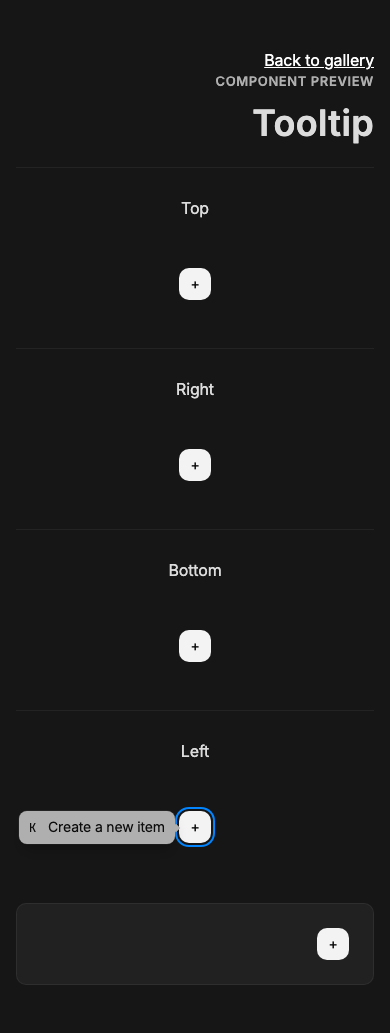 Back to gallery
COMPONENT PREVIEW
Tooltip
Top
+
Right
+
Bottom
+
Left
K Create a new item +
+